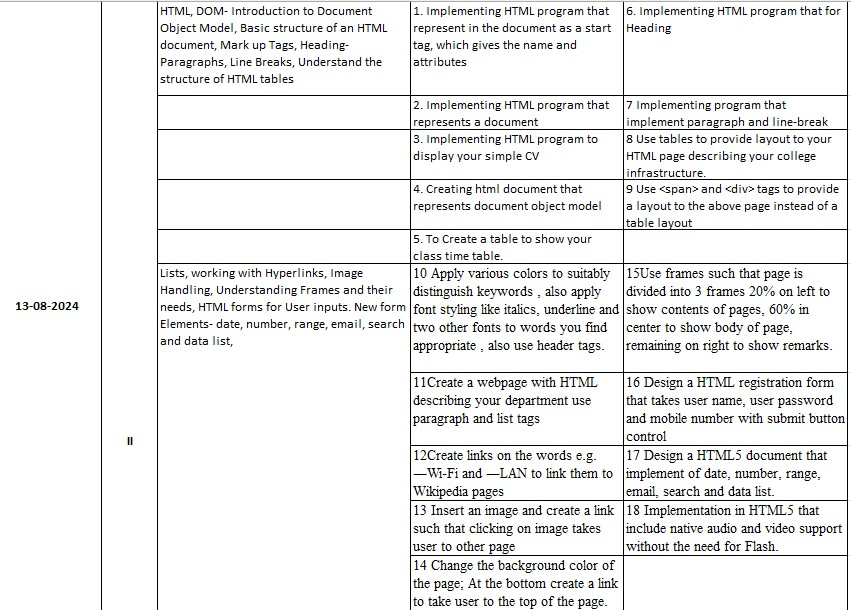 13-08-2024
II
HTML, DOM- Introduction to Document
Object Model, Basic structure of an HTML
document, Mark up Tags, Heading-
Paragraphs, Line Breaks, Understand the
structure of HTML tables
1. Implementing HTML program that
represent in the document as a start
tag, which gives the name and
attributes
6. Implementing HTML program that for
Heading
2. Implementing HTML program that
represents a document
7 Implementing program that
implement paragraph and line-break
3. Implementing HTML program to
display your simple CV
8 Use tables to provide layout to your
HTML page describing your college
infrastructure.
4. Creating html document that
represents document object model
9 Use <span> and <div> tags to provide
a layout to the above page instead of a
table layout
5. To Create a table to show your
class time table.
Lists, working with Hyperlinks, Image
Handling, Understanding Frames and their
needs, HTML forms for User inputs. New form
Elements- date, number, range, email, search
and data list,
10 Apply various colors to suitably
distinguish keywords , also apply
font styling like italics, underline and
two other fonts to words you find
appropriate , also use header tags.
15Use frames such that page is
divided into 3 frames 20% on left to
show contents of pages, 60% in
center to show body of page,
remaining on right to show remarks.
11Create a webpage with HTML
describing your department use
paragraph and list tags
16 Design a HTML registration form
that takes user name, user password
and mobile number with submit button
control
12Create links on the words e.g.
―Wi-Fi and ―LAN to link them to
Wikipedia pages
17 Design a HTML5 document that
implement of date, number, range,
email, search and data list.
13 Insert an image and create a link
such that clicking on image takes
user to other page
18 Implementation in HTML5 that
include native audio and video support
without the need for Flash.
14 Change the background color of
the page; At the bottom create a link
to take user to the top of the page.